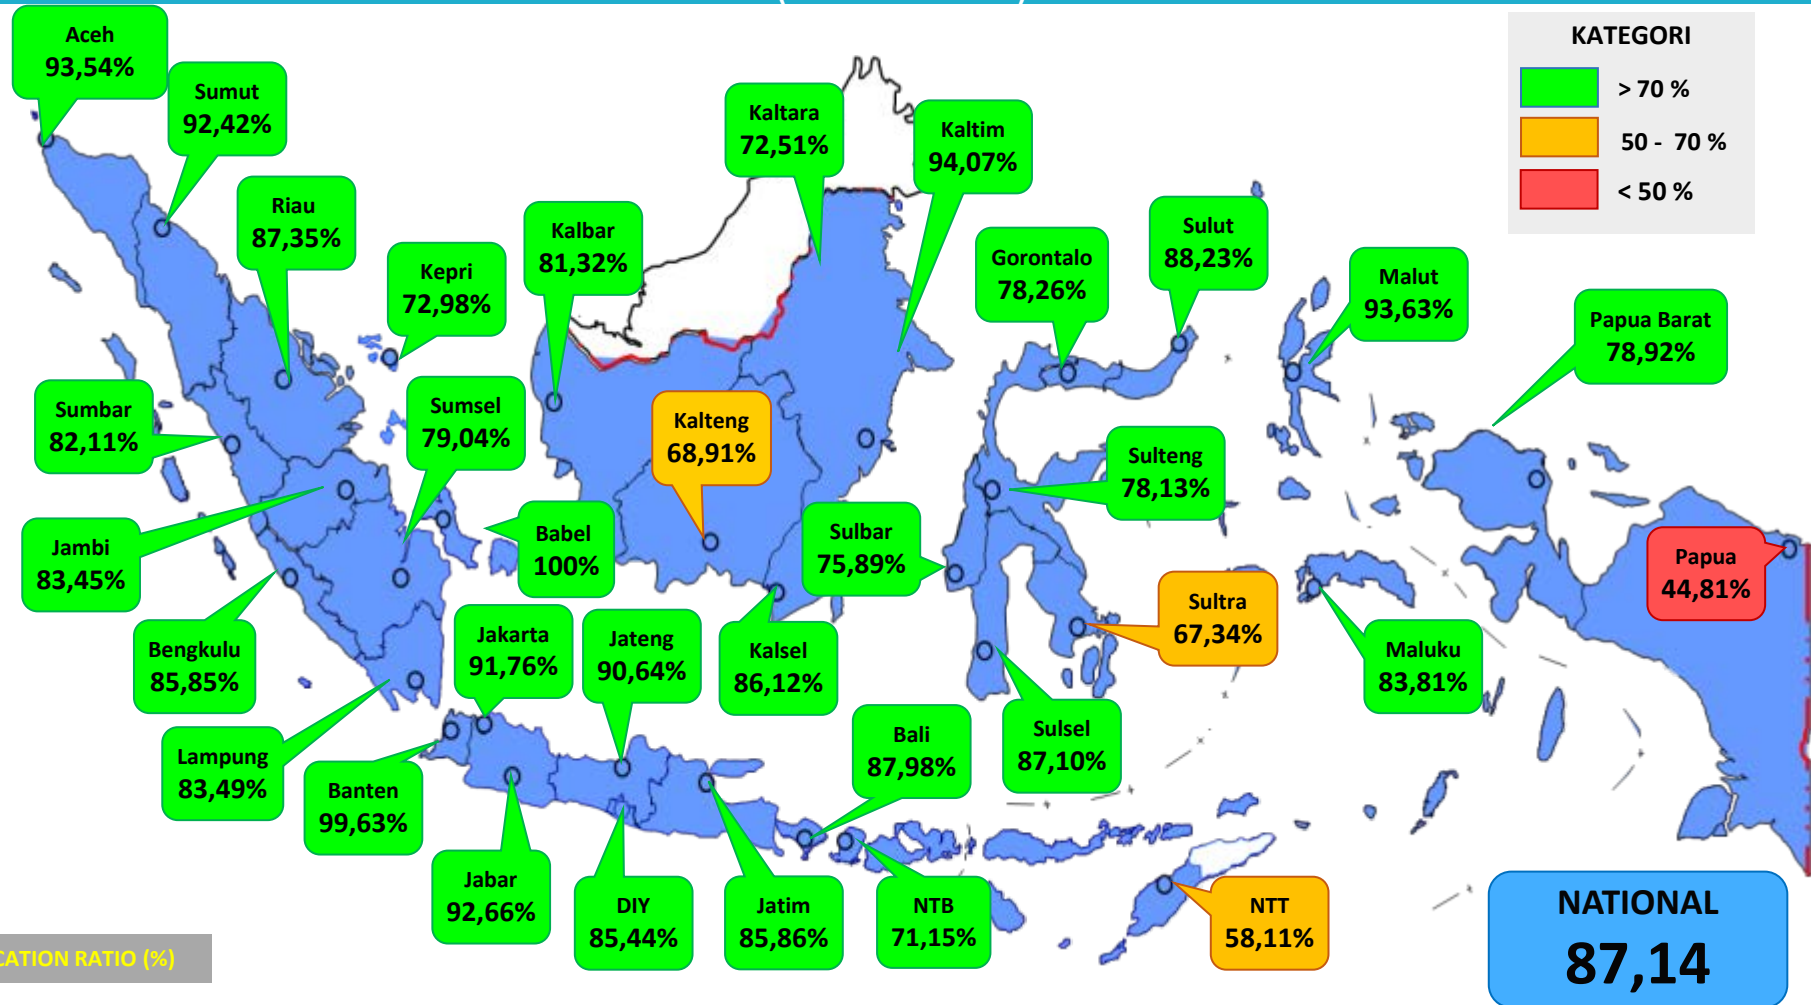 Aceh
93,54%
Sumut
92,42%
Riau
87,35%
Kepri
72,98%
Kalbar
81,32%
Kaltara
72,51%
Kaltim
94,07%
Gorontalo
78,26%
Sulut
88,23%
Malut
93,63%
Papua Barat
78,92%
KATEGORI
> 70 %
50 - 70 %
< 50 %
Sumbar
82,11%
Sumsel
79,04%
Kalteng
68,91%
Sulteng
78,13%
Jambi
83,45%
Babel
100%
Sulbar
75,89%
Papua
44,81%
Bengkulu
85,85%
Jakarta
91,76%
Jateng
90,64%
Kalsel
86,12%
Sultra
67,34%
Maluku
83,81%
Lampung
83,49%
Banten
99,63%
Bali
87,98%
Sulsel
87,10%
Jabar
92,66%
DIY
85,44%
Jatim
85,86%
NTB
71,15%
NTT
58,11%
NATIONAL
87,14
CATION RATIO (%)